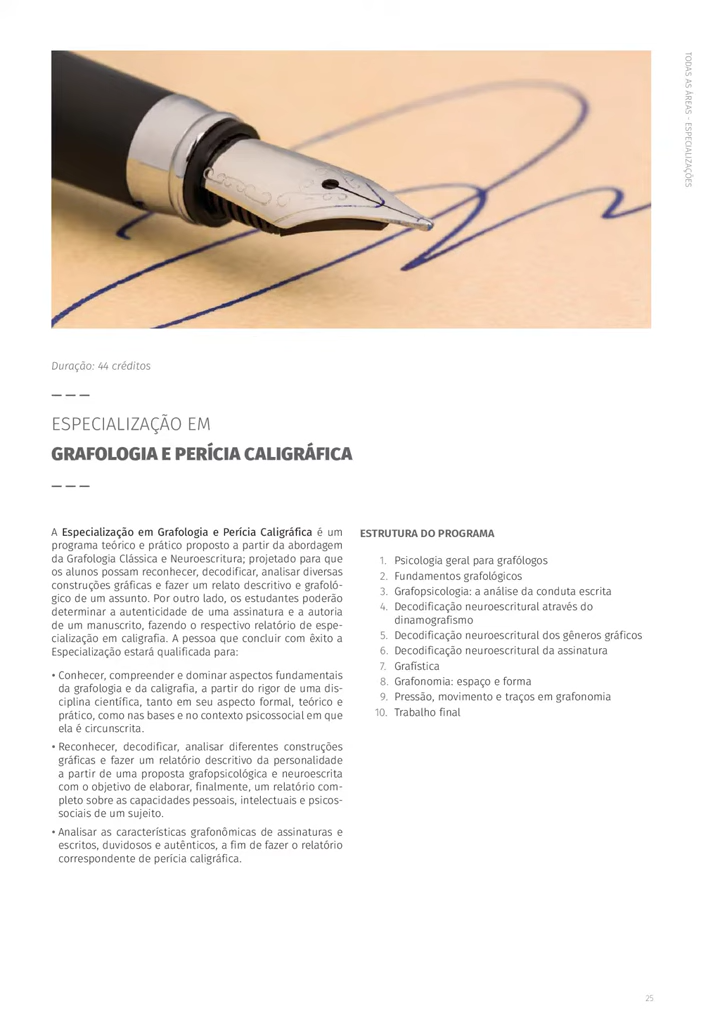 TODAS AS ÁREAS - ESPECIALIZAÇÕES
Duração: 44 créditos
ESPECIALIZAÇÃO EM
GRAFOLOGIA E PERÍCIA CALIGRÁFICA
A Especialização em Grafologia e Perícia Caligráfica é um
programa teórico e prático proposto a partir da abordagem
da Grafologia Clássica e Neuroescritura; projetado para que
os alunos possam reconhecer, decodificar, analisar diversas
construções gráficas e fazer um relato descritivo e grafoló-
gico de um assunto. Por outro lado, os estudantes poderão
determinar a autenticidade de uma assinatura e a autoria
de um manuscrito, fazendo o respectivo relatório de espe-
cialização em caligrafia. A pessoa que concluir com êxito a
Especialização estará qualificada para:
• Conhecer, compreender e dominar aspectos fundamentais
da grafologia e da caligrafia, a partir do rigor de uma dis-
ciplina científica, tanto em seu aspecto formal, teórico e
prático, como nas bases e no contexto psicossocial em que
ela é circunscrita.
• Reconhecer, decodificar, analisar diferentes construções
gráficas e fazer um relatório descritivo da personalidade
a partir de uma proposta grafopsicológica e neuroescrita
com o objetivo de elaborar, finalmente, um relatório com-
pleto sobre as capacidades pessoais, intelectuais e psicos-
sociais de um sujeito.
• Analisar as características grafonômicas de assinaturas e
escritos, duvidosos e autênticos, a fim de fazer o relatório
correspondente de perícia caligráfica.
ESTRUTURA DO PROGRAMA
1. Psicologia geral para grafólogos
2. Fundamentos grafológicos
3. Grafopsicologia: a análise da conduta escrita
4. Decodificação neuroescritural através do
dinamografismo
5. Decodificação neuroescritural dos gêneros gráficos
6. Decodificação neuroescritural da assinatura
7. Grafística
8. Grafonomia: espaço e forma
9. Pressão, movimento e traços em grafonomia
10. Trabalho final
25